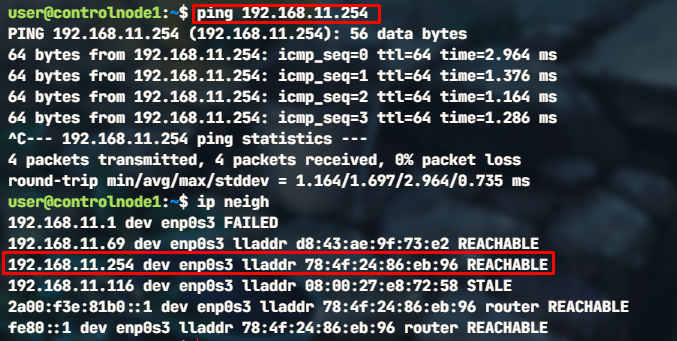 user@controlnode1:~$ ping 192.168.11.254
PING 192.168.11.254 (192.168.11.254): 56 data bytes
64 bytes from 192.168.11.254: icmp_seq=0 ttl=64 time=2.964 ms
64 bytes from 192.168.11.254: icmp_seq=1 ttl=64 time=1.376 ms
64 bytes from 192.168.11.254: icmp_seq=2 ttl=64 time=1.164 ms
64 bytes from 192.168.11.254: icmp_seq=3 ttl=64 time=1.286 ms
^C--- 192.168.11.254 ping statistics ---
4 packets transmitted, 4 packets received, 0% packet loss
round-trip min/avg/max/stddev = 1.164/1.697/2.964/0.735 ms
user@controlnode1:~$ ip neigh
192.168.11.1 dev enp0s3 FAILED
192.168.11.69 dev enp0s3 lladdr d8:43:ae:9f:73:e2 REACHABLE
192.168.11.254 dev enp0s3 lladdr 78:4f:24:86:eb:96 REACHABLE
192.168.11.116 dev enp0s3 lladdr 08:00:27:e8:72:58 STALE
2a00:f3e:81b0::1 dev enp0s3 lladdr 78:4f:24:86:eb:96 router REACHABLE
fe80::1 dev enp0s3 lladdr 78:4f:24:86:eb:96 router REACHABLE